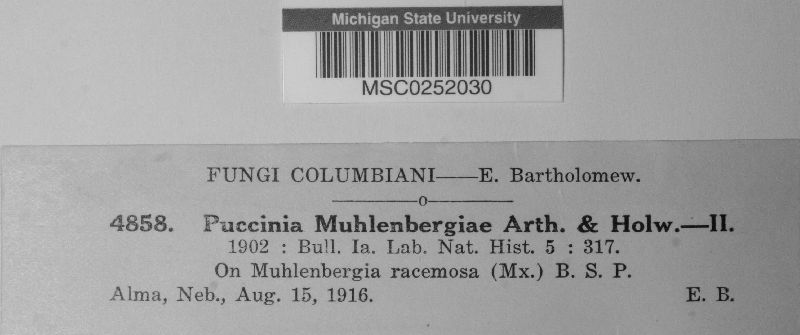 Michigan State University
MSC0252030
FUNGI COLUMBIANI——E. Bartholomew.
o
4858. Puccinia Muhlenbergiae Arth. & Holw.—II.
1902 : Bull. Ia. Lab. Nat. Hist. 5 : 317.
On Muhlenbergia racemosa (Mx.) B. S. P.
Alma, Neb., Aug. 15, 1916. E. B.